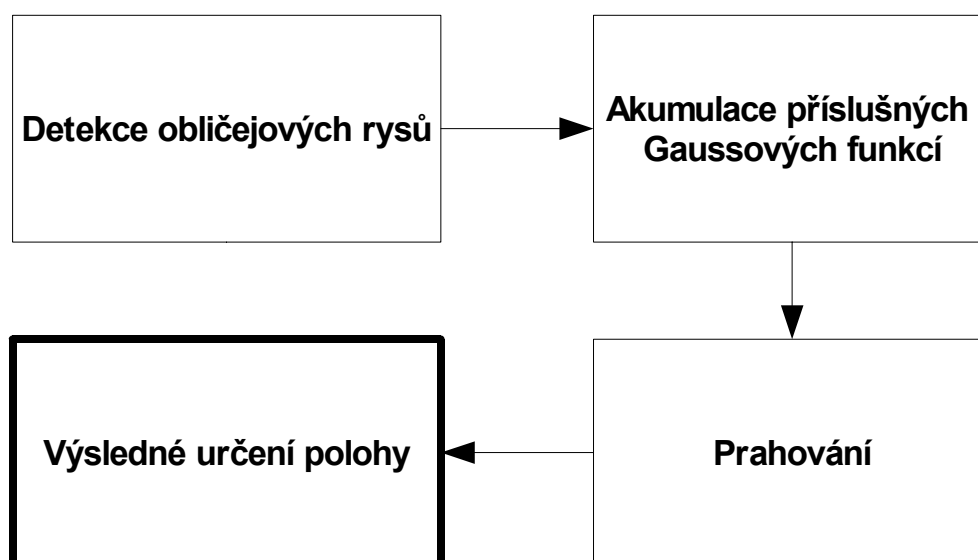 Detekce obličejových rysů
Akumulace příslušných
Gaussových funkcí
Výsledné určení polohy
Prahování